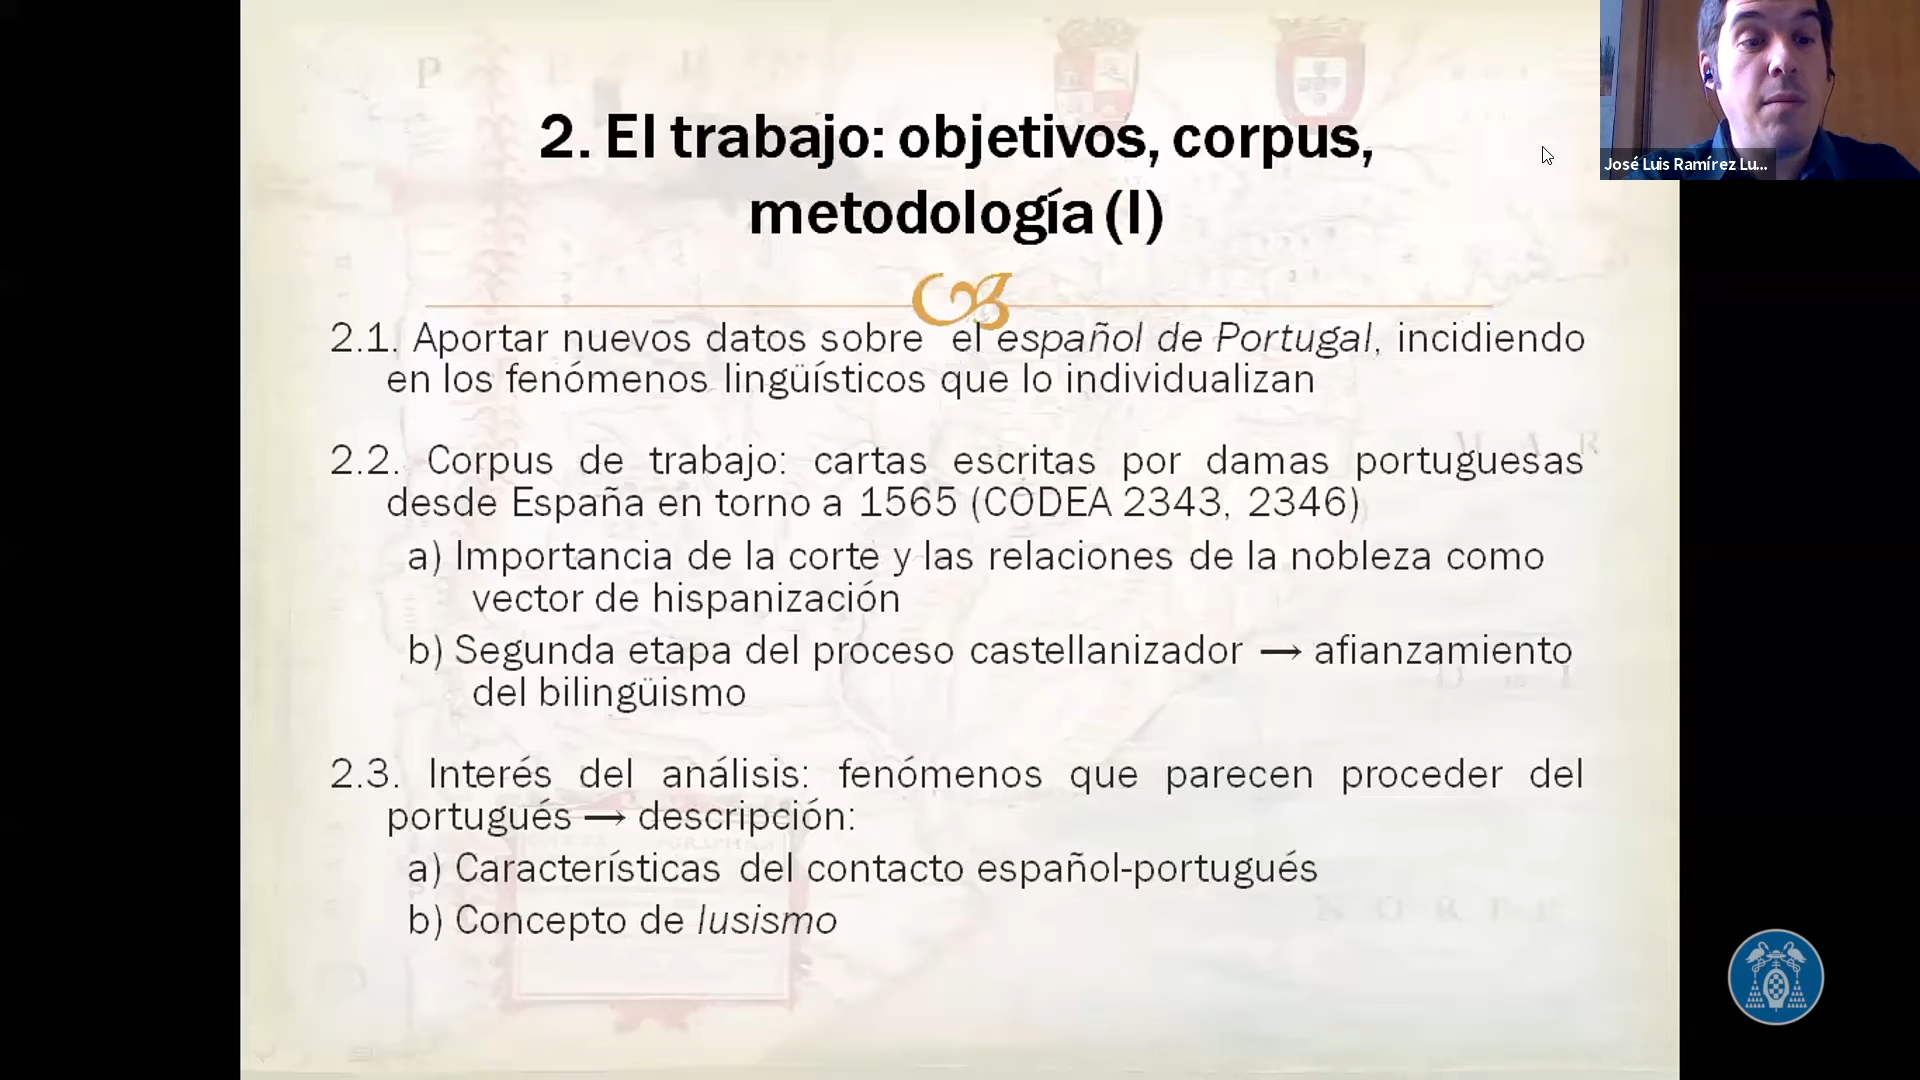 2. El trabajo: objetivos, corpus,
metodología (I)
José Luis Ramírez Lu...
2.1. Aportar nuevos datos sobre el español de Portugal, incidiendo
en los fenómenos lingüísticos que lo individualizan
2.2. Corpus de trabajo: cartas escritas por damas portuguesas
desde España en torno a 1565 (CODEA 2343, 2346)
a) Importancia de la corte y las relaciones de la nobleza como
vector de hispanización
b) Segunda etapa del proceso castellanizador → afianzamiento
del bilingüismo
2.3. Interés del análisis: fenómenos que parecen proceder del
portugués → descripción:
a) Características del contacto español-portugués
b) Concepto de lusismo